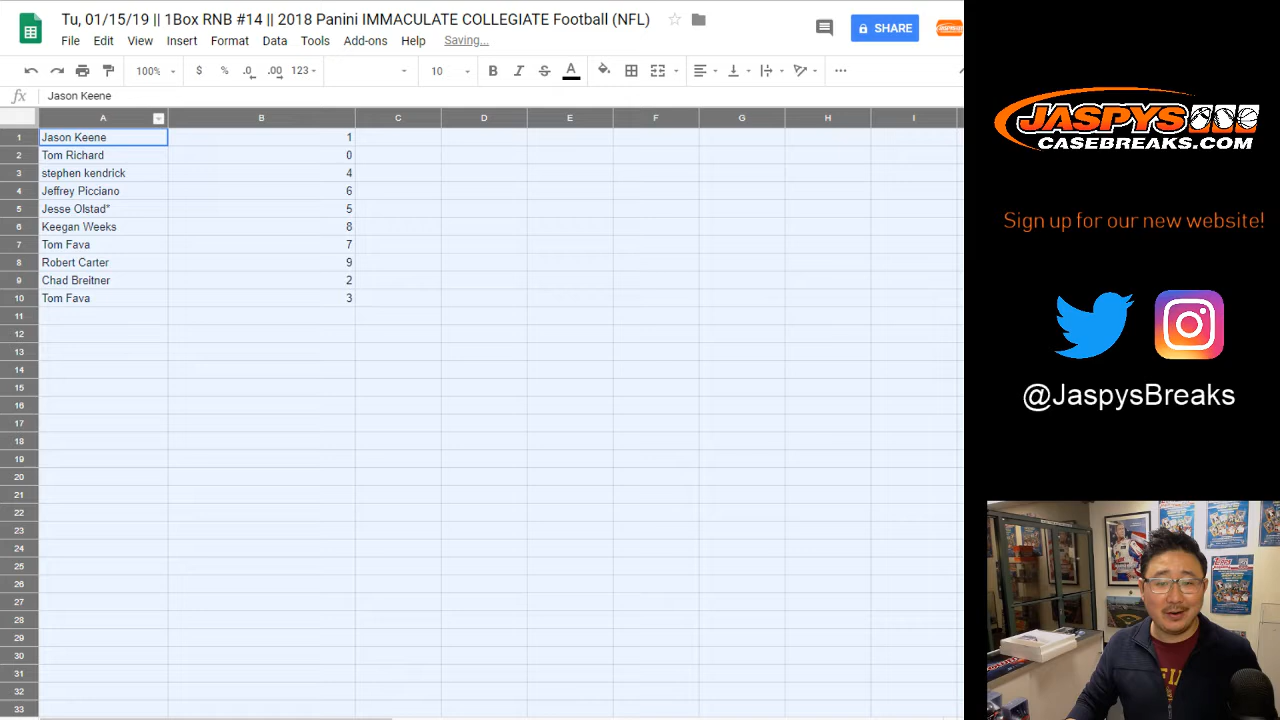 Tu, 01/15/19 || 1Box RNB #14 || 2018 Panini IMMACULATE COLLEGIATE Football (NFL)
File Edit View Insert Format Data Tools Add-ons Help Saving...
SHARE
100% $ % .0 .00 123 10 B I S A
fx Jason Keene
A B C D E F G H I
1 Jason Keene 1
2 Tom Richard 0
3 stephen kendrick 4
4 Jeffrey Picciano 6
5 Jesse Olstad* 5
6 Keegan Weeks 8
7 Tom Fava 7
8 Robert Carter 9
9 Chad Breitner 2
10 Tom Fava 3
11
12
13
14
15
16
17
18
19
20
21
22
23
24
25
26
27
28
29
30
31
32
33
JASPYS
CASEBREAKS.COM
Sign up for our new website!
@JaspysBreaks